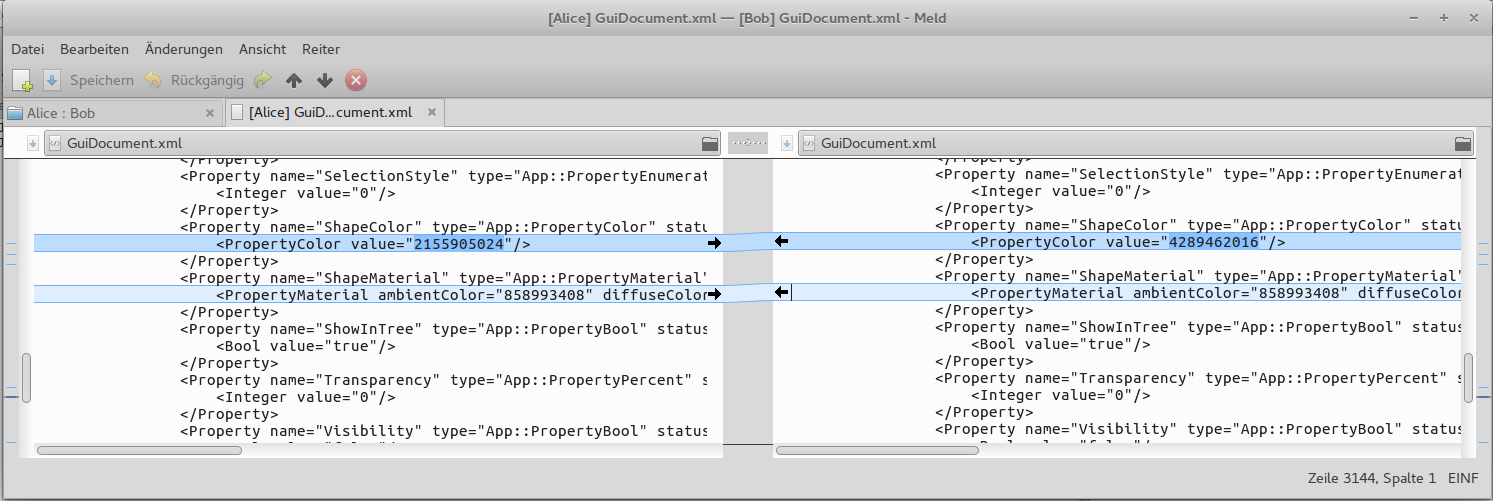 [Alice] GuiDocument.xml — [Bob] GuiDocument.xml - Meld
Datei Bearbeiten Änderungen Ansicht Reiter
Speichern Rückgängig
Alice : Bob
[Alice] GuiD...cument.xml
GuiDocument.xml
</Property>
<Property name="SelectionStyle" type="App::PropertyEnumerat
<Integer value="0"/>
</Property>
<Property name="ShapeColor" type="App::PropertyColor" statu
<PropertyColor value="2155905024"/>
</Property>
<Property name="ShapeMaterial" type="App::PropertyMaterial"
<PropertyMaterial ambientColor="858993408" diffuseColor
</Property>
<Property name="ShowInTree" type="App::PropertyBool" status
<Bool value="true"/>
</Property>
<Property name="Transparency" type="App::PropertyPercent" s
<Integer value="0"/>
</Property>
<Property name="Visibility" type="App::PropertyBool" status
GuiDocument.xml
</Property>
<Property name="SelectionStyle" type="App::PropertyEnumerat
<Integer value="0"/>
</Property>
<Property name="ShapeColor" type="App::PropertyColor" statu
<PropertyColor value="4289462016"/>
</Property>
<Property name="ShapeMaterial" type="App::PropertyMaterial"
<PropertyMaterial ambientColor="858993408" diffuseColor
</Property>
<Property name="ShowInTree" type="App::PropertyBool" status
<Bool value="true"/>
</Property>
<Property name="Transparency" type="App::PropertyPercent" s
<Integer value="0"/>
</Property>
<Property name="Visibility" type="App::PropertyBool" status
Zeile 3144, Spalte 1 EINF